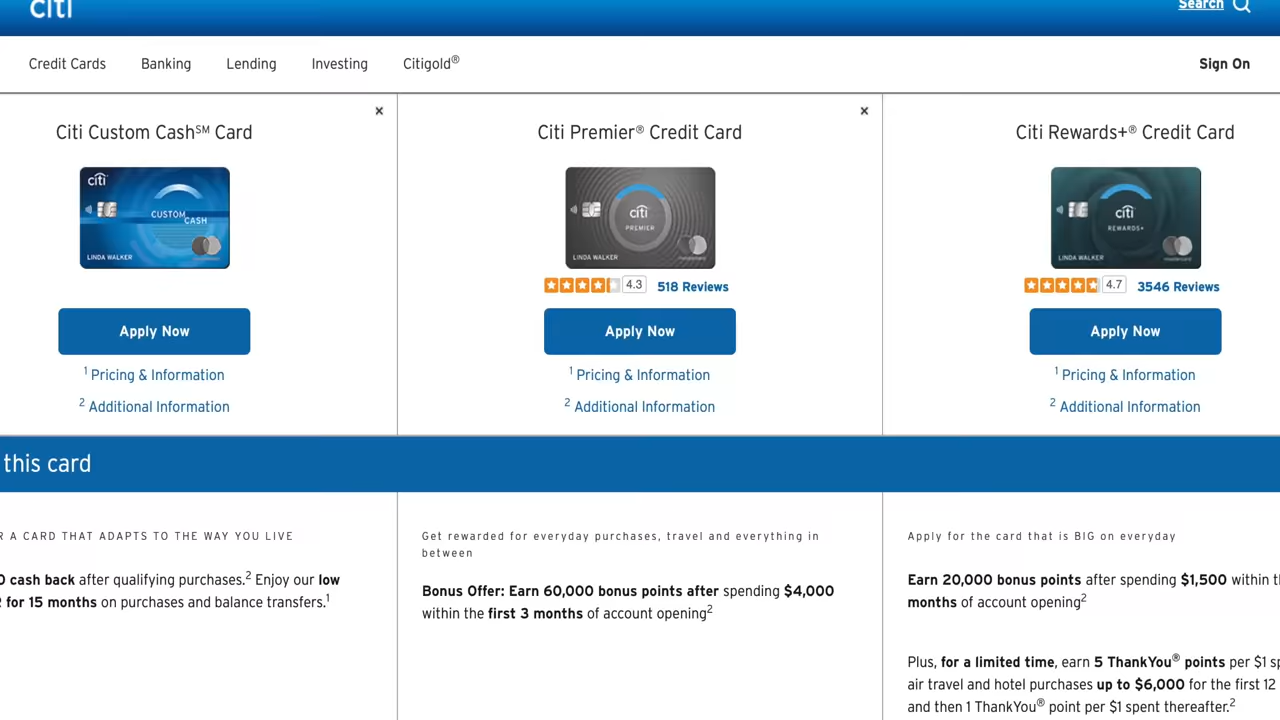 citi
Search
Credit Cards
Banking
Lending
Investing
Citigold®
Sign On
x
x
Citi Custom Cash℠ Card
citi
CUSTOM
CASH
LINDA WALKER
Apply Now
1 Pricing & Information
2 Additional Information
Citi Premier® Credit Card
citi
PREMIER
LINDA WALKER
mastercard
4.3
518 Reviews
Apply Now
1 Pricing & Information
2 Additional Information
Citi Rewards+® Credit Card
citi
REWARDS+
LINDA WALKER
mastercard
4.7
3546 Reviews
Apply Now
1 Pricing & Information
2 Additional Information
this card
R A CARD THAT ADAPTS TO THE WAY YOU LIVE
0 cash back after qualifying purchases.2 Enjoy our low
for 15 months on purchases and balance transfers.1
Get rewarded for everyday purchases, travel and everything in
between
Bonus Offer: Earn 60,000 bonus points after spending $4,000
within the first 3 months of account opening2
Apply for the card that is BIG on everyday
Earn 20,000 bonus points after spending $1,500 within
months of account opening2
Plus, for a limited time, earn 5 ThankYou® points per $1
air travel and hotel purchases up to $6,000 for the first 12
and then 1 ThankYou® point per $1 spent thereafter.2